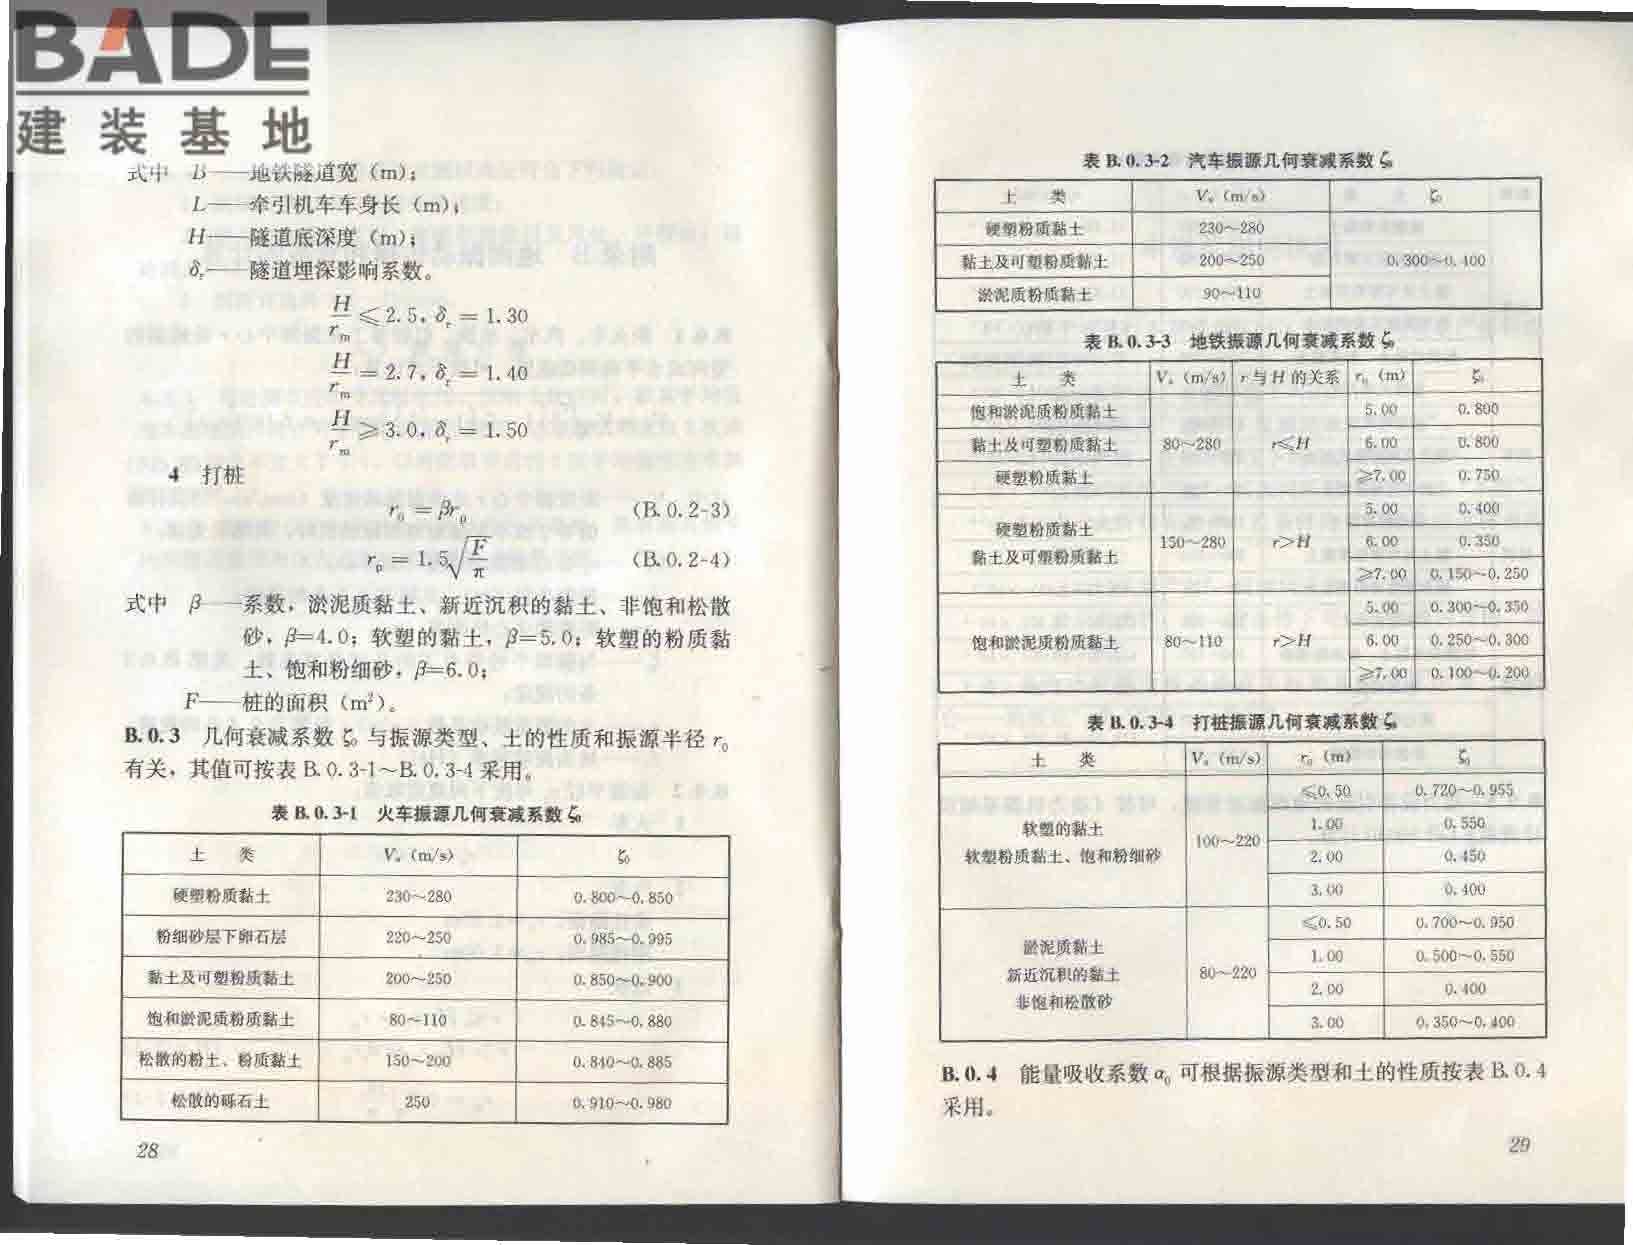 BADE
建装基地
式中 B——地铁隧道宽（m）；
L——牵引机车车身长（m）；
H——隧道底深度（m）；
δr——隧道埋深影响系数。
H/rm ≤2.5，δr＝1.30
H/rm ＝2.7，δr＝1.40
H/rm ≥3.0，δr＝1.50
4 打桩
r0＝βrp （B.0.2-3）
rp＝1.5√(F/π) （B.0.2-4）
式中 β——系数，淤泥质黏土、新近沉积的黏土、非饱和松散
砂，β＝4.0；软塑的黏土，β＝5.0；软塑的粉质黏
土、饱和粉细砂，β＝6.0；
F——桩的面积（m²）。
B.0.3 几何衰减系数ζ0与振源类型、土的性质和振源半径r0
有关，其值可按表B.0.3-1～B.0.3-4采用。
表B.0.3-1 火车振源几何衰减系数ζ0
土 类 Vs（m/s） ζ0
硬塑粉质黏土 230～280 0.800～0.850
粉细砂层下卵石层 220～250 0.985～0.995
黏土及可塑粉质黏土 200～250 0.850～0.900
饱和淤泥质粉质黏土 80～110 0.845～0.880
松散的粉土、粉质黏土 150～200 0.840～0.885
松散的砾石土 250 0.910～0.980
28
表B.0.3-2 汽车振源几何衰减系数ζ0
土 类 Vs（m/s） ζ0
硬塑粉质黏土 230～280
黏土及可塑粉质黏土 200～250 0.300～0.400
淤泥质粉质黏土 90～110
表B.0.3-3 地铁振源几何衰减系数ζ0
土 类 Vs（m/s） r与H的关系 r0（m） ζ0
饱和淤泥质粉质黏土 5.00 0.800
黏土及可塑粉质黏土 80～280 r≤H 6.00 0.800
硬塑粉质黏土 ≥7.00 0.750
5.00 0.400
硬塑粉质黏土
黏土及可塑粉质黏土 150～280 r>H 6.00 0.350
≥7.00 0.150～0.250
5.00 0.300～0.350
饱和淤泥质粉质黏土 80～110 r>H 6.00 0.250～0.300
≥7.00 0.100～0.200
表B.0.3-4 打桩振源几何衰减系数ζ0
土 类 Vs（m/s） r0（m） ζ0
≤0.50 0.720～0.955
软塑的黏土 1.00 0.550
软塑粉质黏土、饱和粉细砂 100～220 2.00 0.450
3.00 0.400
≤0.50 0.700～0.950
淤泥质黏土 1.00 0.500～0.550
新近沉积的黏土 80～220
2.00 0.400
非饱和松散砂
3.00 0.350～0.400
B.0.4 能量吸收系数α0可根据振源类型和土的性质按表B.0.4
采用。
29